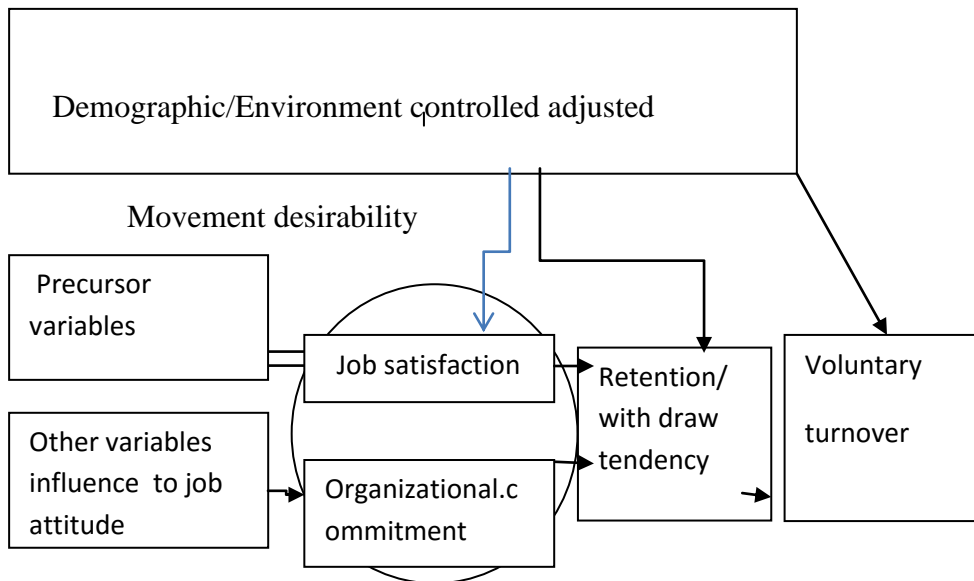 Demographic/Environment controlled adjusted
Movement desirability
Precursor
variables
Job satisfaction
Retention/
with draw
tendency
Voluntary
turnover
Other variables
influence to job
attitude
Organizational.c
ommitment